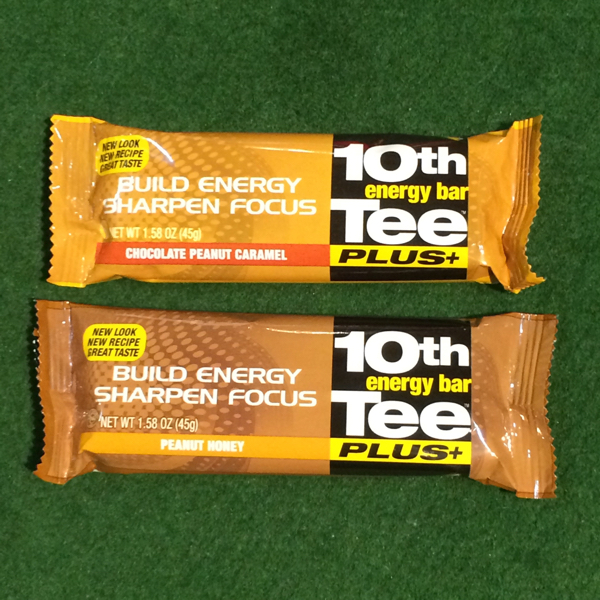 NEW LOOK
NEW RECIPE
GREAT TASTE
BUILD ENERGY
SHARPEN FOCUS
NET WT 1.58 OZ (45g)
CHOCOLATE PEANUT CARAMEL
10th
energy bar
Tee
PLUS+
NEW LOOK
NEW RECIPE
GREAT TASTE
BUILD ENERGY
SHARPEN FOCUS
NET WT 1.58 OZ (45g)
PEANUT HONEY
10th
energy bar
Tee
PLUS+